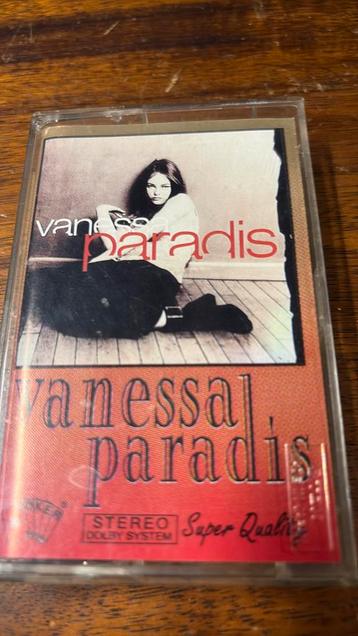 vanessa
paradis
vanessa
paradis
STEREO
DOLBY SYSTEM
Super Quality